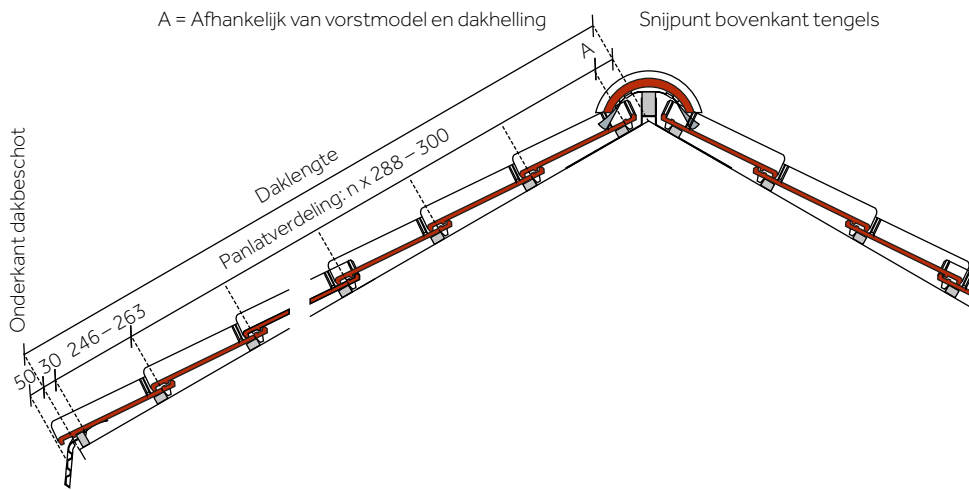 A = Afhankelijk van vorstmodel en dakhelling
Snijpunt bovenkant tengels
A
Daklengte
Panlatverdeling: n x 288 – 300
Onderkant dakbeschot
50 30 246 – 263